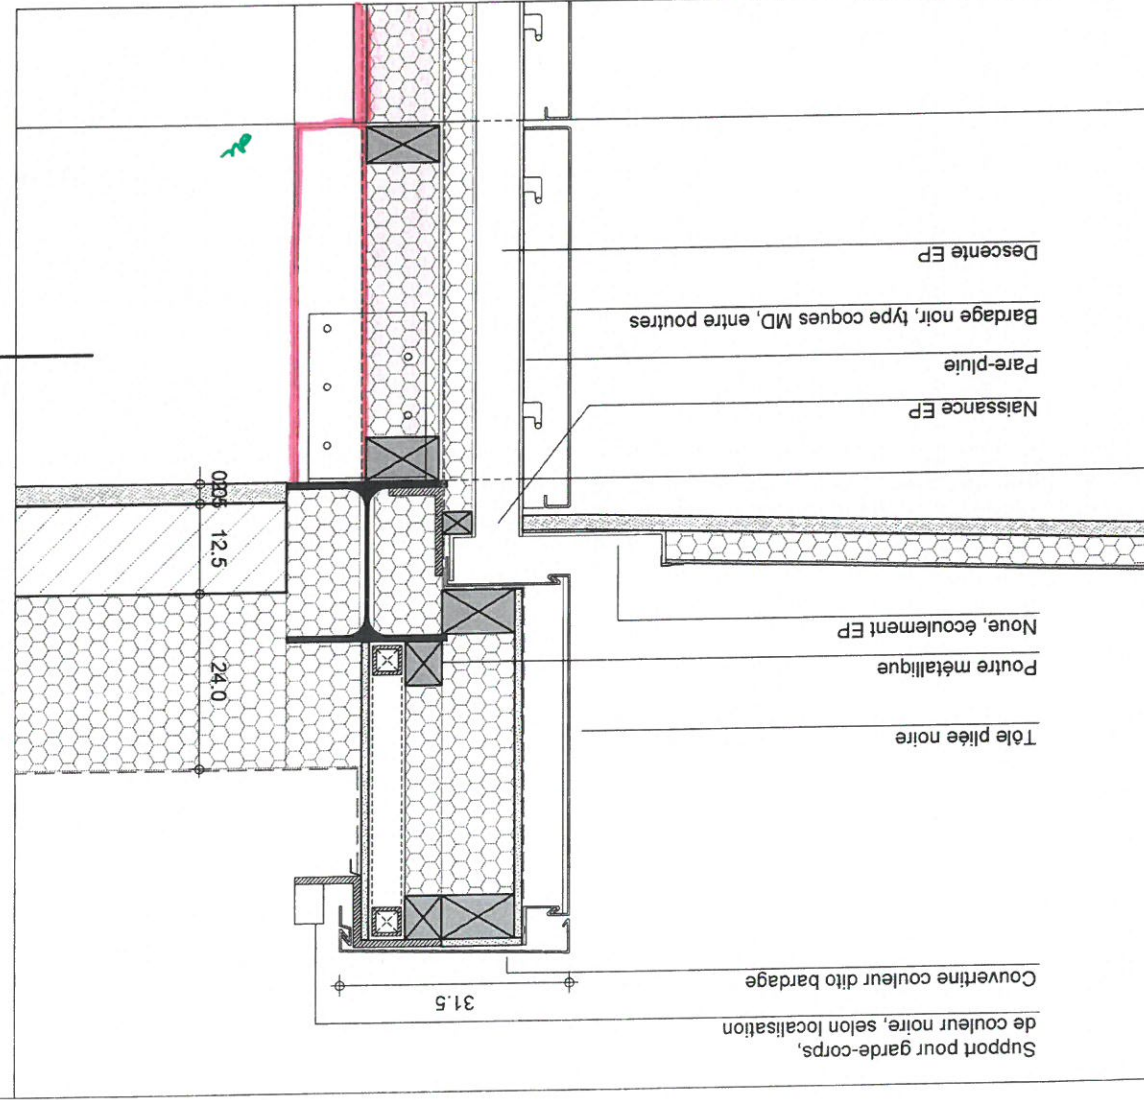 Support pour garde-corps,
de couleur noire, selon localisation
31.5
Couvertine couleur dito bardage
Tôle pliée noire
Poutre métallique
Noue, écoulement EP
24.0
12.5
Naissance EP
Pare-pluie
Bardage noir, type coques MD, entre poutres
Descente EP